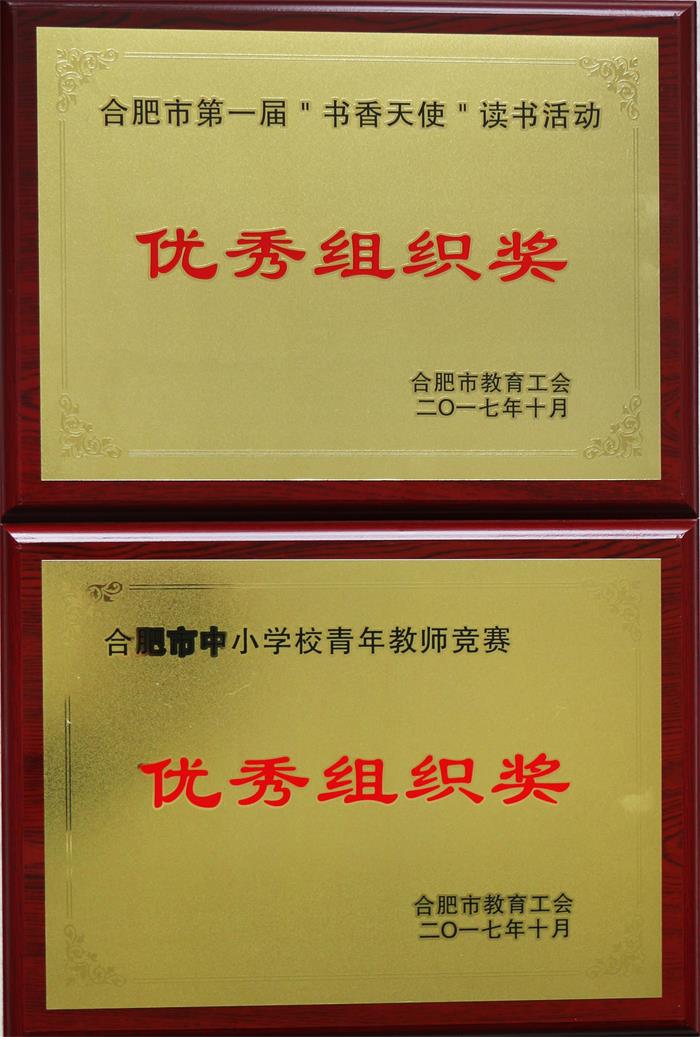 合肥市第一届"书香天使"读书活动
优秀组织奖
合肥市教育工会
二〇一七年十月
合肥市中小学校青年教师竞赛
优秀组织奖
合肥市教育工会
二〇一七年十月